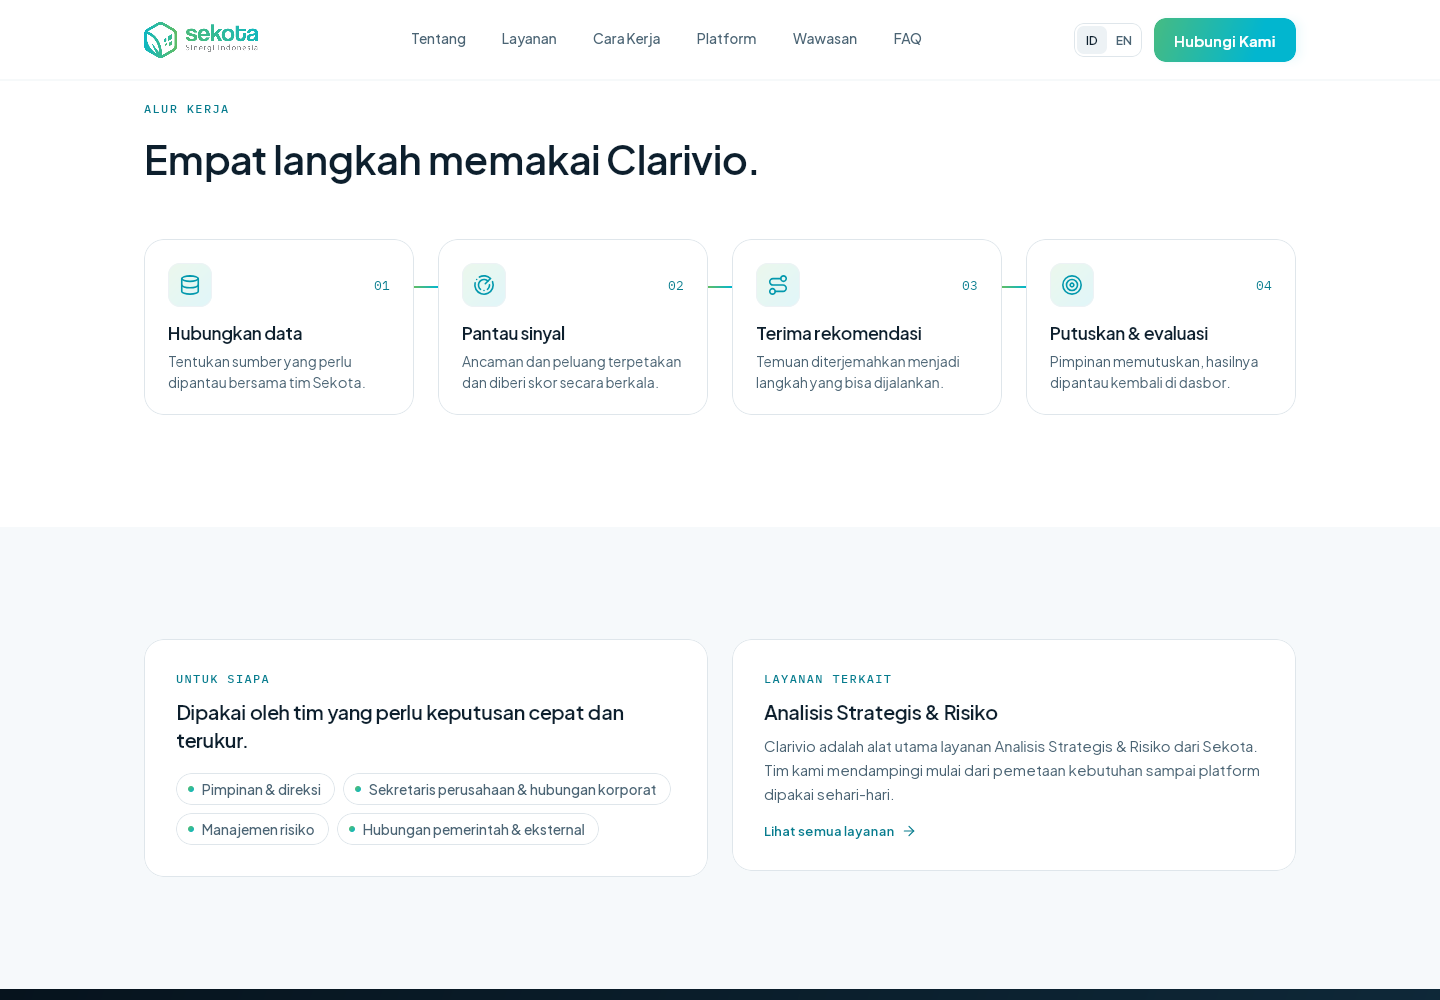 sekota
Sinergi Indonesia
Tentang
Layanan
Cara Kerja
Platform
Wawasan
FAQ
ID
EN
Hubungi Kami
ALUR KERJA
Empat langkah memakai Clarivio.
01
Hubungkan data
Tentukan sumber yang perlu
dipantau bersama tim Sekota.
02
Pantau sinyal
Ancaman dan peluang terpetakan
dan diberi skor secara berkala.
03
Terima rekomendasi
Temuan diterjemahkan menjadi
langkah yang bisa dijalankan.
04
Putuskan & evaluasi
Pimpinan memutuskan, hasilnya
dipantau kembali di dasbor.
UNTUK SIAPA
Dipakai oleh tim yang perlu keputusan cepat dan
terukur.
Pimpinan & direksi
Sekretaris perusahaan & hubungan korporat
Manajemen risiko
Hubungan pemerintah & eksternal
LAYANAN TERKAIT
Analisis Strategis & Risiko
Clarivio adalah alat utama layanan Analisis Strategis & Risiko dari Sekota.
Tim kami mendampingi mulai dari pemetaan kebutuhan sampai platform
dipakai sehari-hari.
Lihat semua layanan